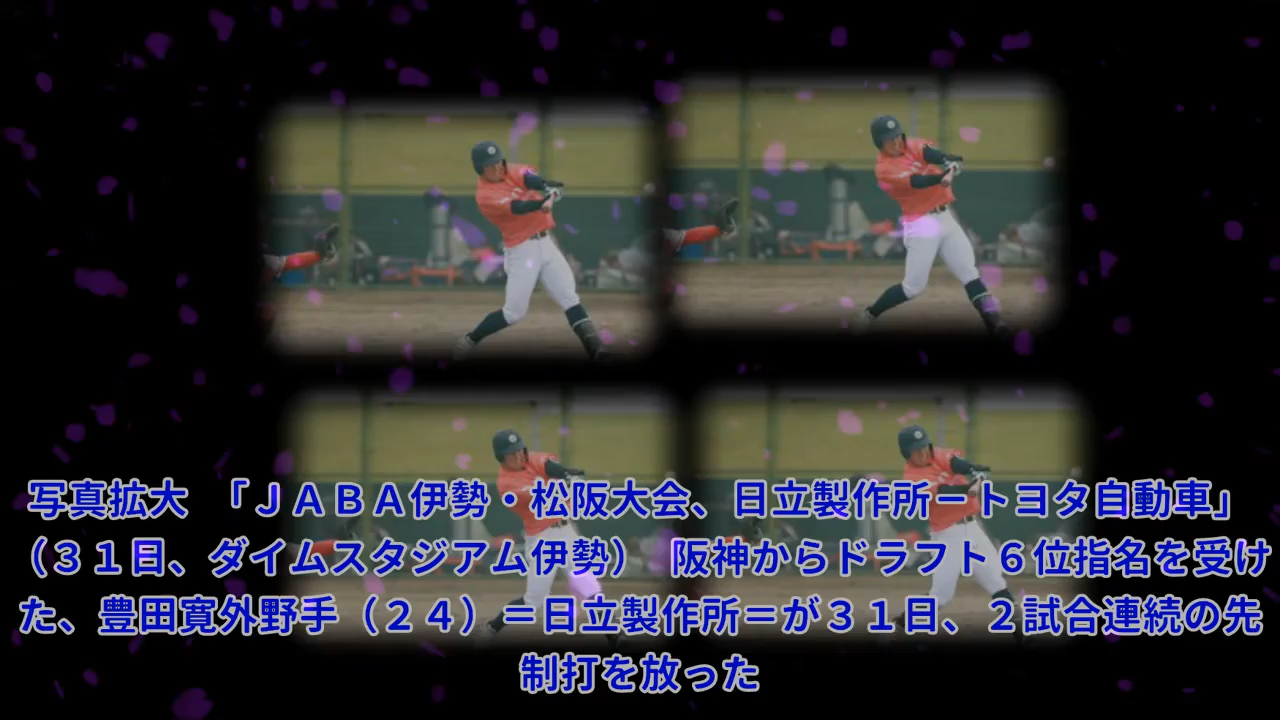 写真拡大　「ＪＡＢＡ伊勢・松阪大会、日立製作所－トヨタ自動車」
（３１日、ダイムスタジアム伊勢）　阪神からドラフト６位指名を受け
た、豊田寛外野手（２４）＝日立製作所＝が３１日、２試合連続の先
制打を放った